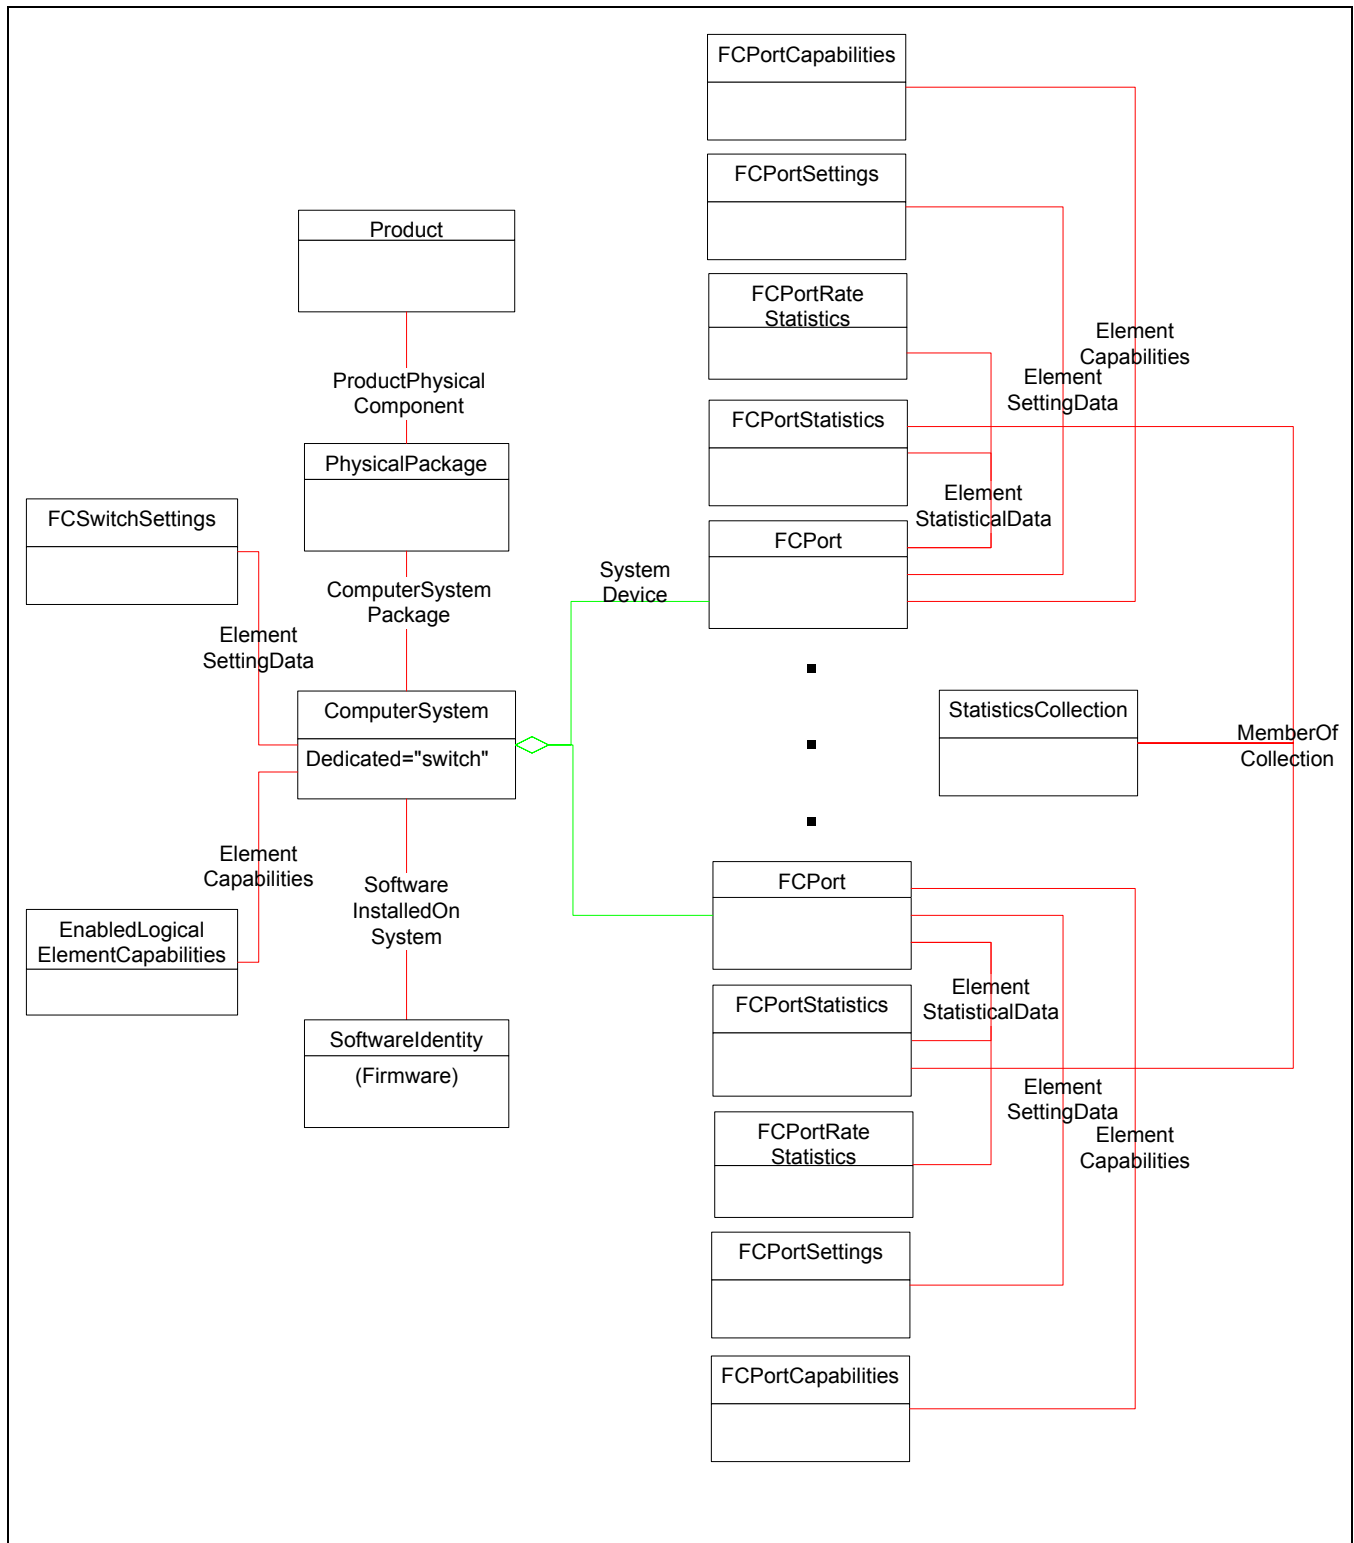 FCPortCapabilities
FCPortSettings
Product
FCPortRate
Statistics
Element
Capabilities
ProductPhysical
Component
Element
SettingData
FCPortStatistics
PhysicalPackage
Element
StatisticalData
FCSwitchSettings
FCPort
System
Device
ComputerSystem
Package
Element
SettingData
ComputerSystem
Dedicated="switch"
StatisticsCollection
MemberOf
Collection
Element
Capabilities
Software
InstalledOn
System
FCPort
EnabledLogical
ElementCapabilities
Element
StatisticalData
FCPortStatistics
SoftwareIdentity
(Firmware)
Element
SettingData
FCPortRate
Statistics
Element
Capabilities
FCPortSettings
FCPortCapabilities